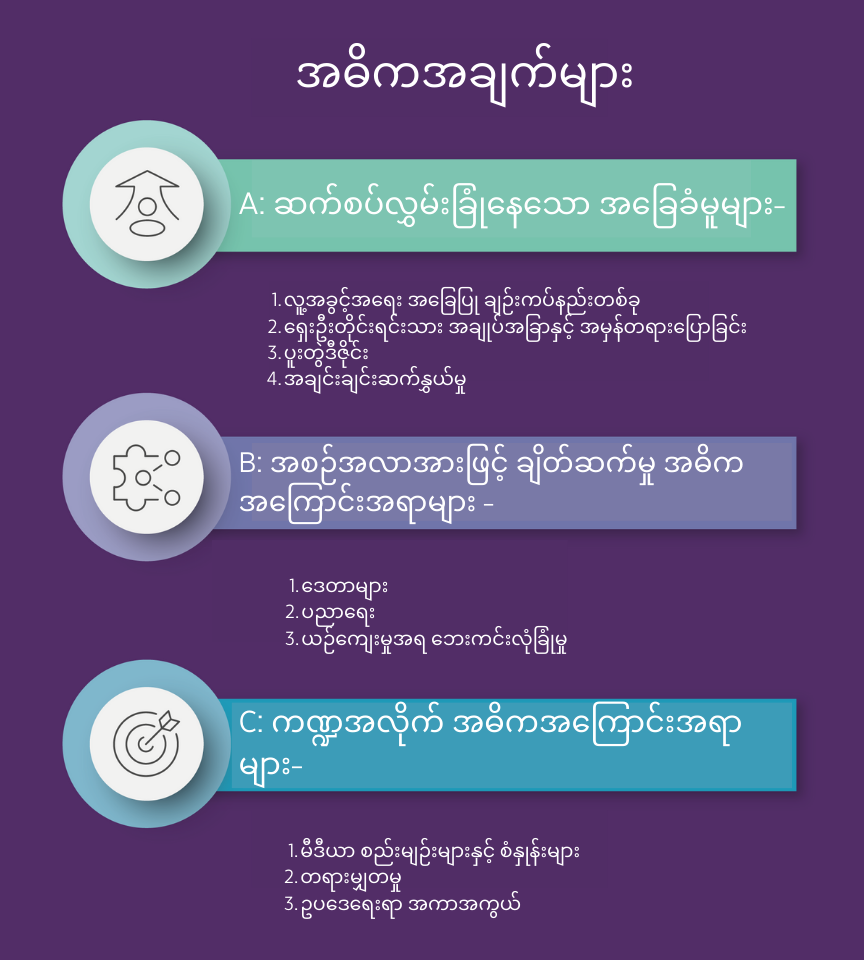 အဓိကအချက်များ
A: ဆက်စပ်လွှမ်းခြုံနေသော အခြေခံမူများ-
1. လူ့အခွင့်အရေး အခြေပြု ချဉ်းကပ်နည်းတစ်ခု
2. ရှေးဦးတိုင်းရင်းသား အချုပ်အခြာနှင့် အမှန်တရားပြောခြင်း
3. ပူးတွဲဒီဇိုင်း
4. အချင်းချင်းဆက်နွှယ်မှု
B: အစဉ်အလာအားဖြင့် ချိတ်ဆက်မှု အဓိက
အကြောင်းအရာများ -
1. ဒေတာများ
2. ပညာရေး
3. ယဉ်ကျေးမှုအရ ဘေးကင်းလုံခြုံမှု
C: ကဏ္ဍအလိုက် အဓိကအကြောင်းအရာ
များ-
1. မီဒီယာ စည်းမျဉ်းများနှင့် စံနှုန်းများ
2. တရားမျှတမှု
3. ဥပဒေရေးရာ အကာအကွယ်